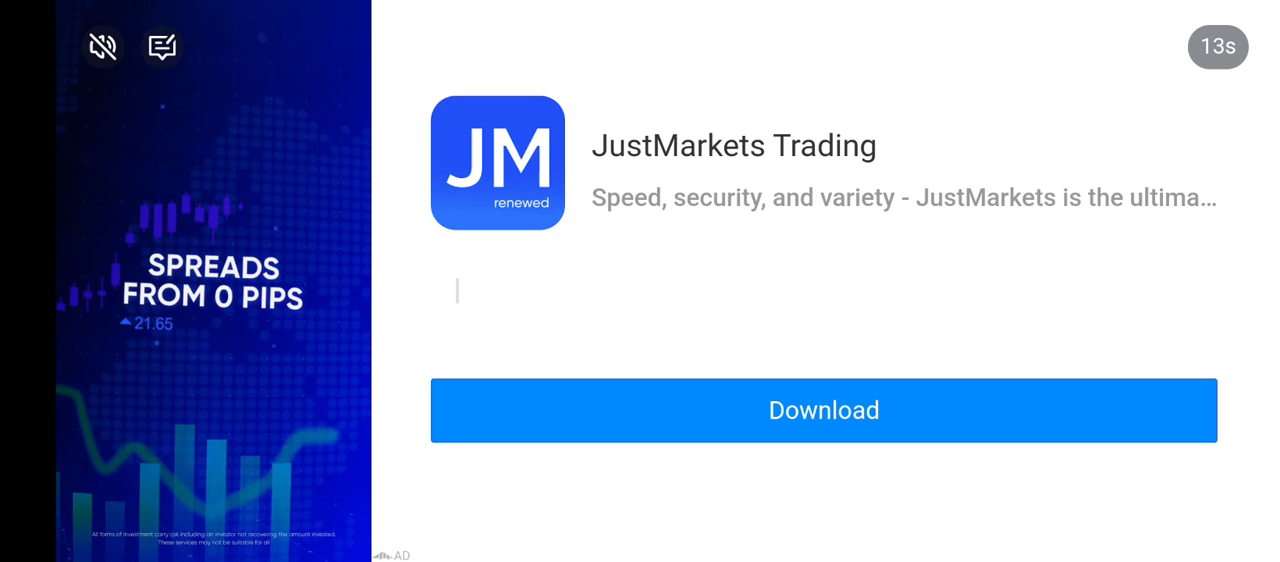 13s
JM
renewed
JustMarkets Trading
Speed, security, and variety - JustMarkets is the ultima...
SPREADS
FROM 0 PIPS
21.65
Download
All forms of investment carry risk including an investor not recovering the amount invested.
These services may not be suitable for all
AD